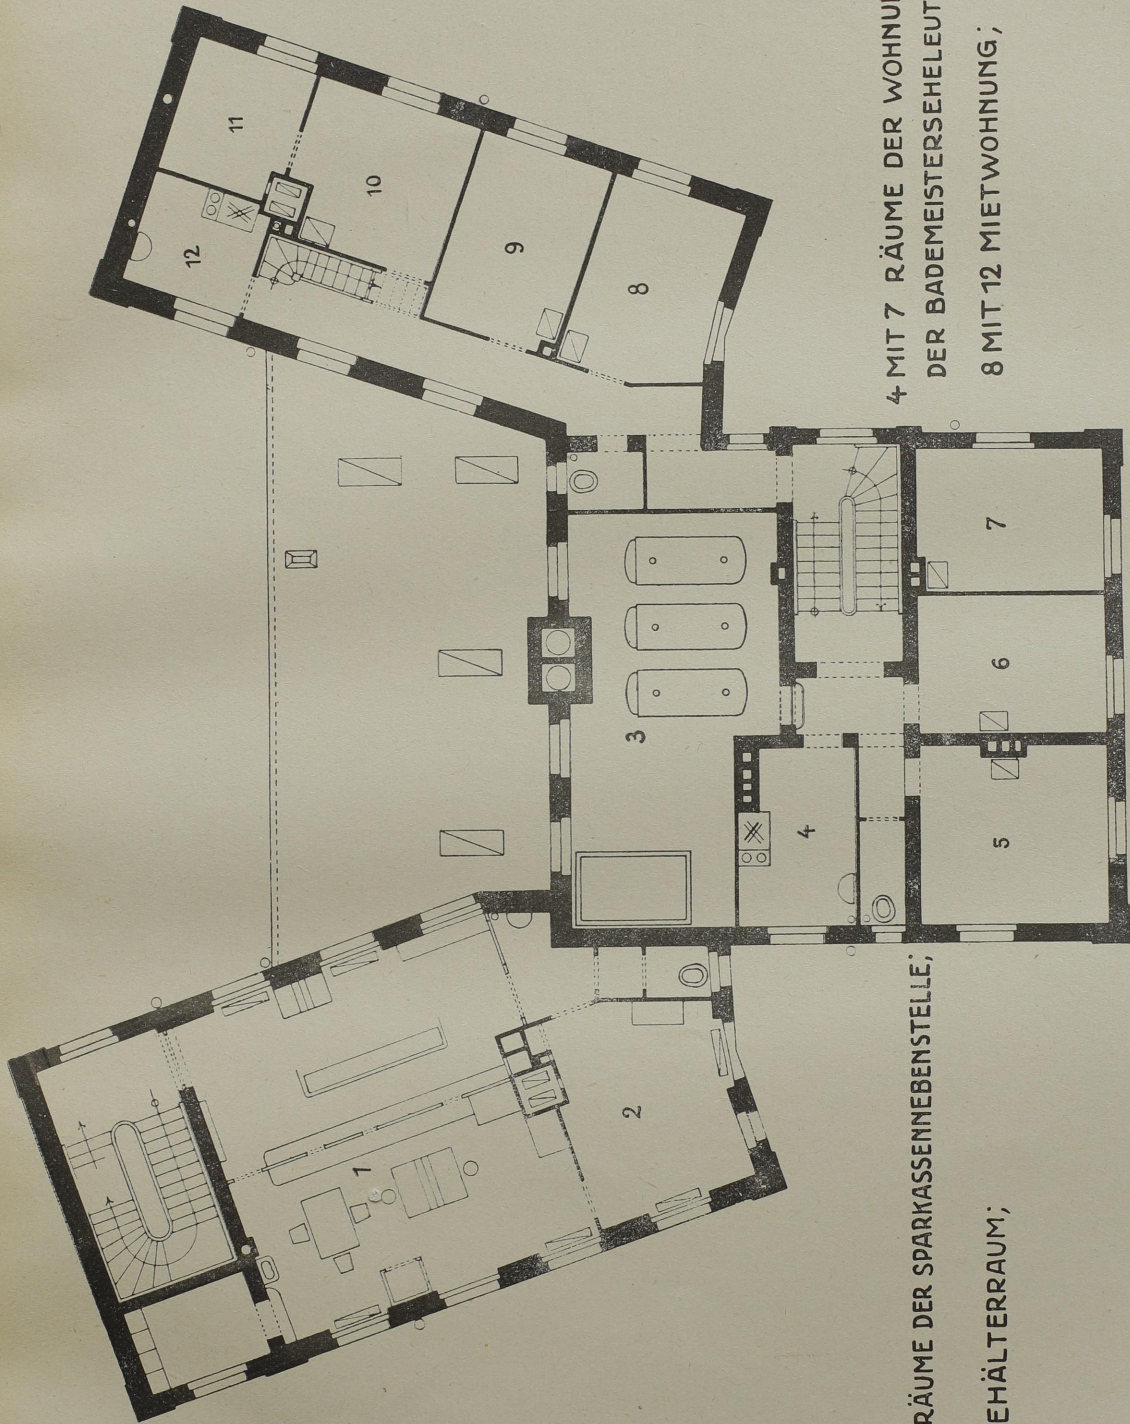 RÄUME DER SPARKASSENNEBENSTELLE;
EHÄLTERRAUM;
4 MIT 7 RÄUME DER WOHNU
DER BADEMEISTERSEHELEUT
8 MIT 12 MIETWOHNUNG;
11
10
12
9
8
7
6
3
4
5
1
2